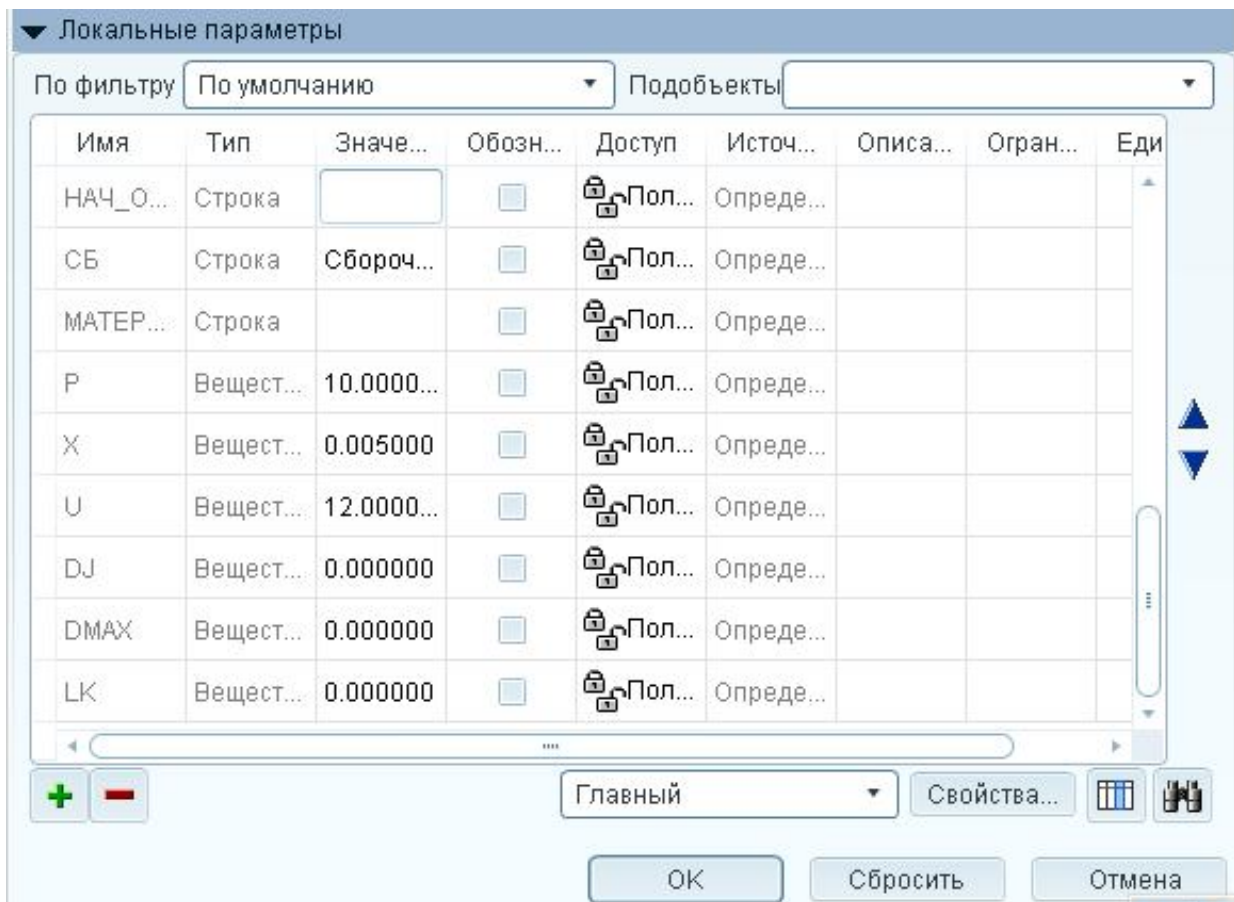 Локальные параметры
По фильтру По умолчанию Подобъекты
Имя Тип Значе... Обозн... Доступ Источ... Описа... Огран... Еди
НАЧ_О... Строка Пол... Опреде...
СБ Строка Сбороч... Пол... Опреде...
МАТЕР... Строка Пол... Опреде...
P Вещест... 10.0000... Пол... Опреде...
X Вещест... 0.005000 Пол... Опреде...
U Вещест... 12.0000... Пол... Опреде...
DJ Вещест... 0.000000 Пол... Опреде...
DMAX Вещест... 0.000000 Пол... Опреде...
LK Вещест... 0.000000 Пол... Опреде...
Главный Свойства...
OK Сбросить Отмена